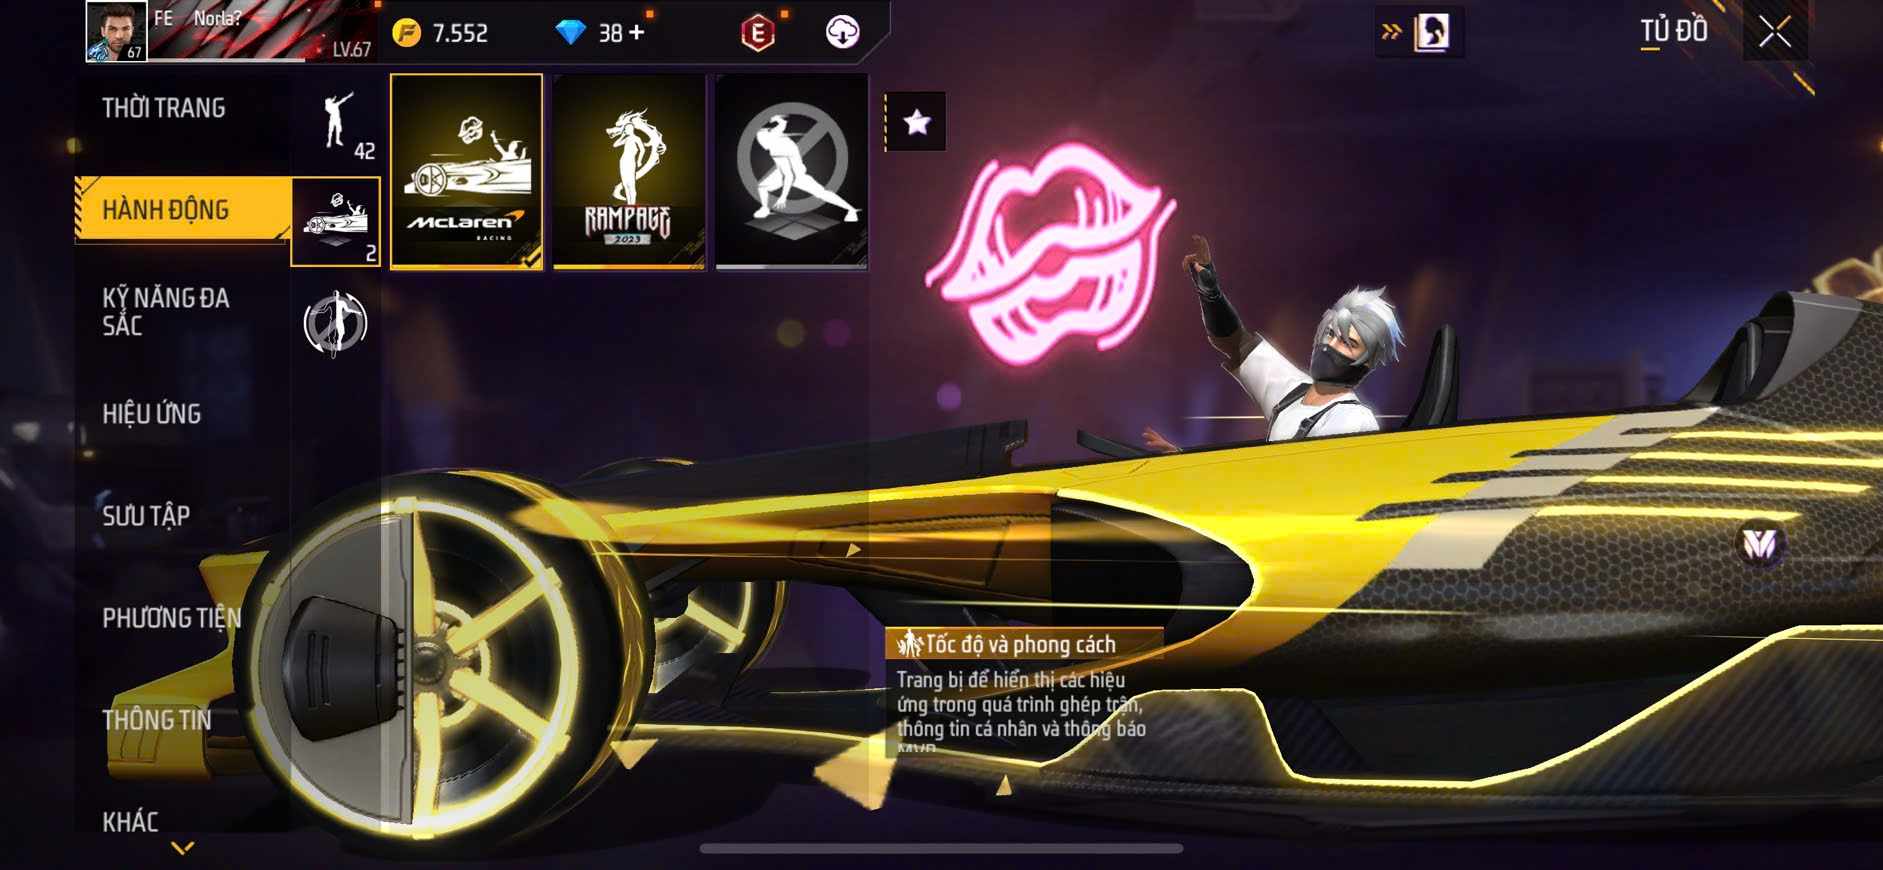 FE Norla?
67
LV.67
7.552
38 +
E
TỦ ĐỒ
THỜI TRANG
42
HÀNH ĐỘNG
2
McLaren
RACING
RAMPAGE
2023
KỸ NĂNG ĐA
SẮC
HIỆU ỨNG
SƯU TẬP
PHƯƠNG TIỆN
THÔNG TIN
KHÁC
Tốc độ và phong cách
Trang bị để hiển thị các hiệu
ứng trong quá trình ghép trận,
thông tin cá nhân và thông báo
MVP